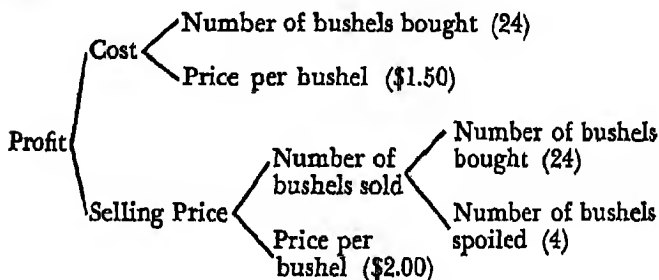 Number of bushels bought (24)
Cost
Price per bushel ($1.50)
Profit
Number of bushels
bought (24)
Number of
bushels sold
Number of bushels
spoiled (4)
Selling Price
Price per
bushel ($2.00)